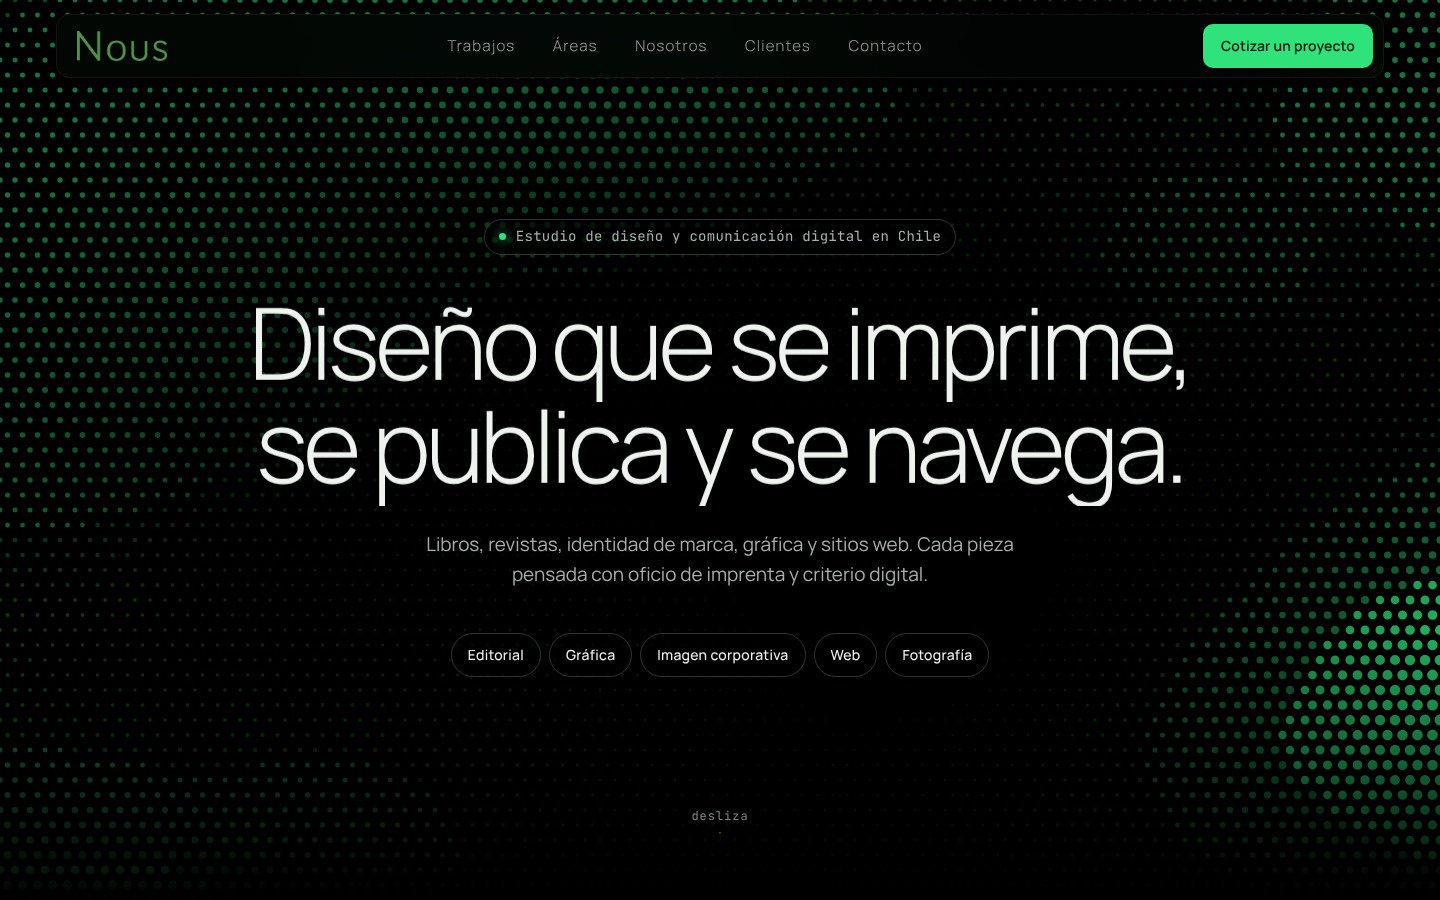 Nous
Trabajos Áreas Nosotros Clientes Contacto
Cotizar un proyecto
Estudio de diseño y comunicación digital en Chile
Diseño que se imprime,
se publica y se navega.
Libros, revistas, identidad de marca, gráfica y sitios web. Cada pieza
pensada con oficio de imprenta y criterio digital.
Editorial Gráfica Imagen corporativa Web Fotografía
desliza